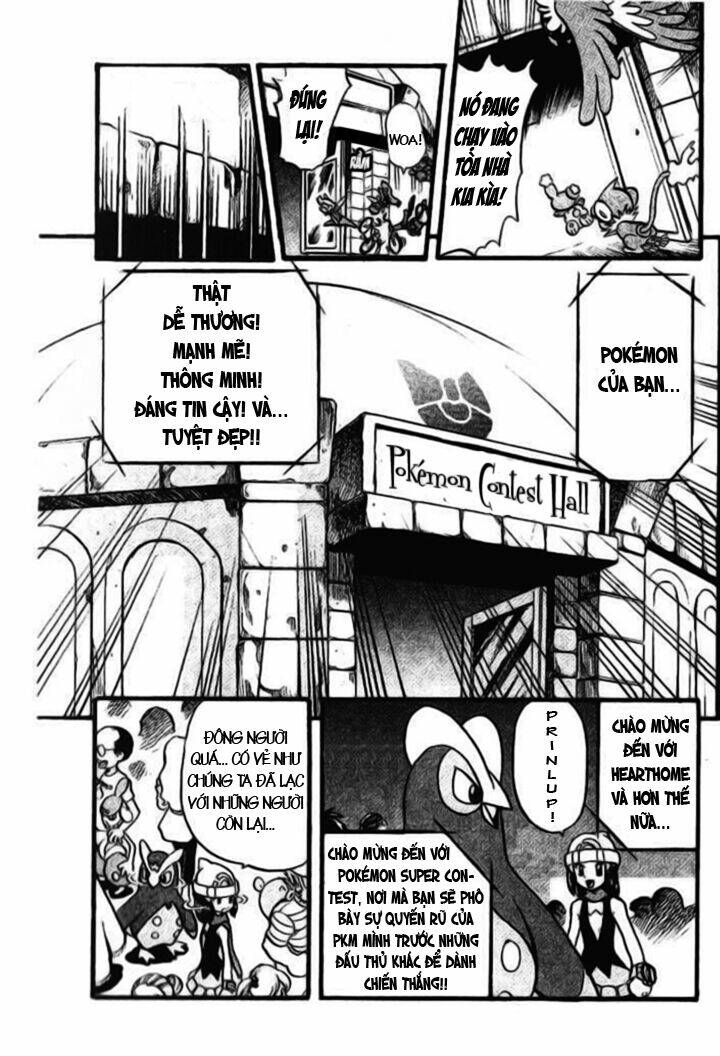 NÓ ĐANG
CHẠY VÀO
TÒA NHÀ
KIA KÌA!
WOA!
ĐỨNG
LẠI!
RẦM
POKÉMON
CỦA BẠN...
THẬT
DỄ THƯƠNG!
MẠNH MẼ!
THÔNG MINH!
ĐÁNG TIN CẬY! VÀ...
TUYỆT ĐẸP!!
Pokémon Contest Hall
CHÀO MỪNG
ĐẾN VỚI
HEARTHOME
VÀ HƠN THẾ
NỮA...
PRINLUP!
CHÀO MỪNG ĐẾN VỚI
POKÉMON SUPER CON-
TEST, NƠI MÀ BẠN SẼ PHÔ
BÀY SỰ QUYẾN RŨ CỦA
PKM MÌNH TRƯỚC NHỮNG
ĐẤU THỦ KHÁC ĐỂ DÀNH
CHIẾN THẮNG!!
ĐÔNG NGƯỜI
QUÁ... CÓ VẺ NHƯ
CHÚNG TA ĐÃ LẠC
VỚI NHỮNG NGƯỜI
CÒN LẠI...